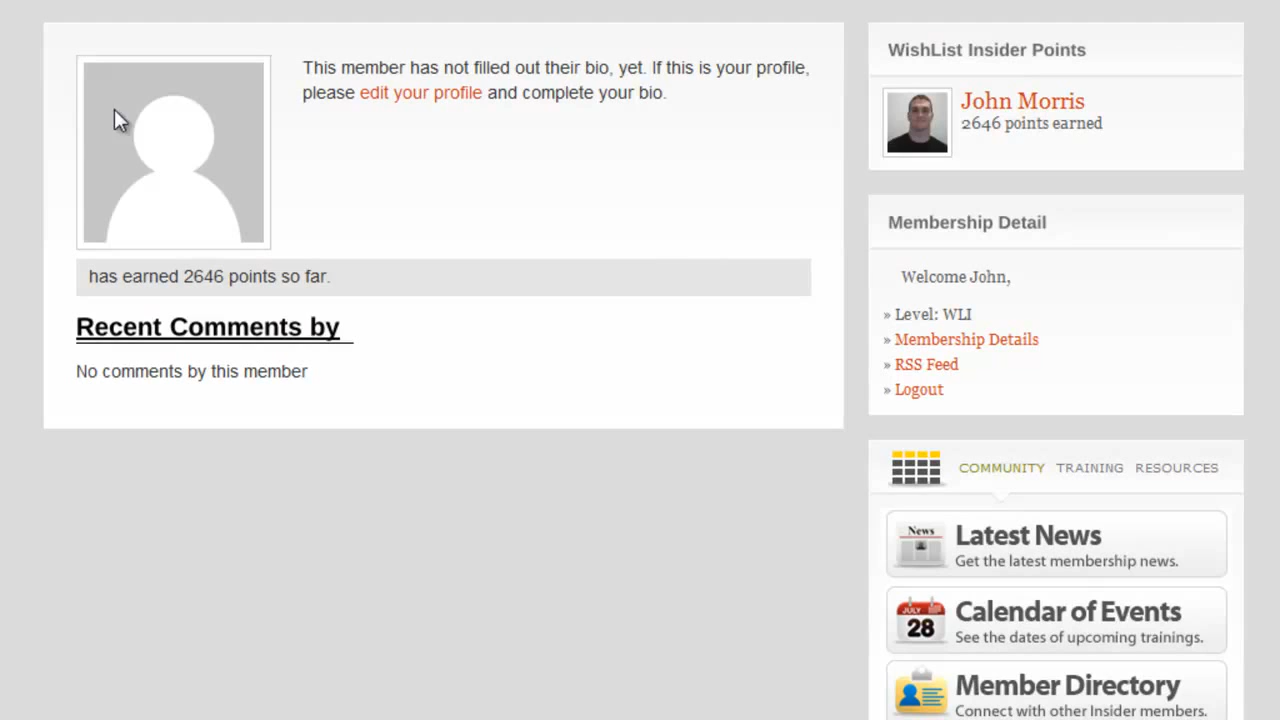 This member has not filled out their bio, yet. If this is your profile,
please edit your profile and complete your bio.
has earned 2646 points so far.
Recent Comments by
No comments by this member
WishList Insider Points
John Morris
2646 points earned
Membership Detail
Welcome John,
» Level: WLI
» Membership Details
» RSS Feed
» Logout
COMMUNITY TRAINING RESOURCES
News
Latest News
Get the latest membership news.
JULY
28
Calendar of Events
See the dates of upcoming trainings.
Member Directory
Connect with other Insider members.